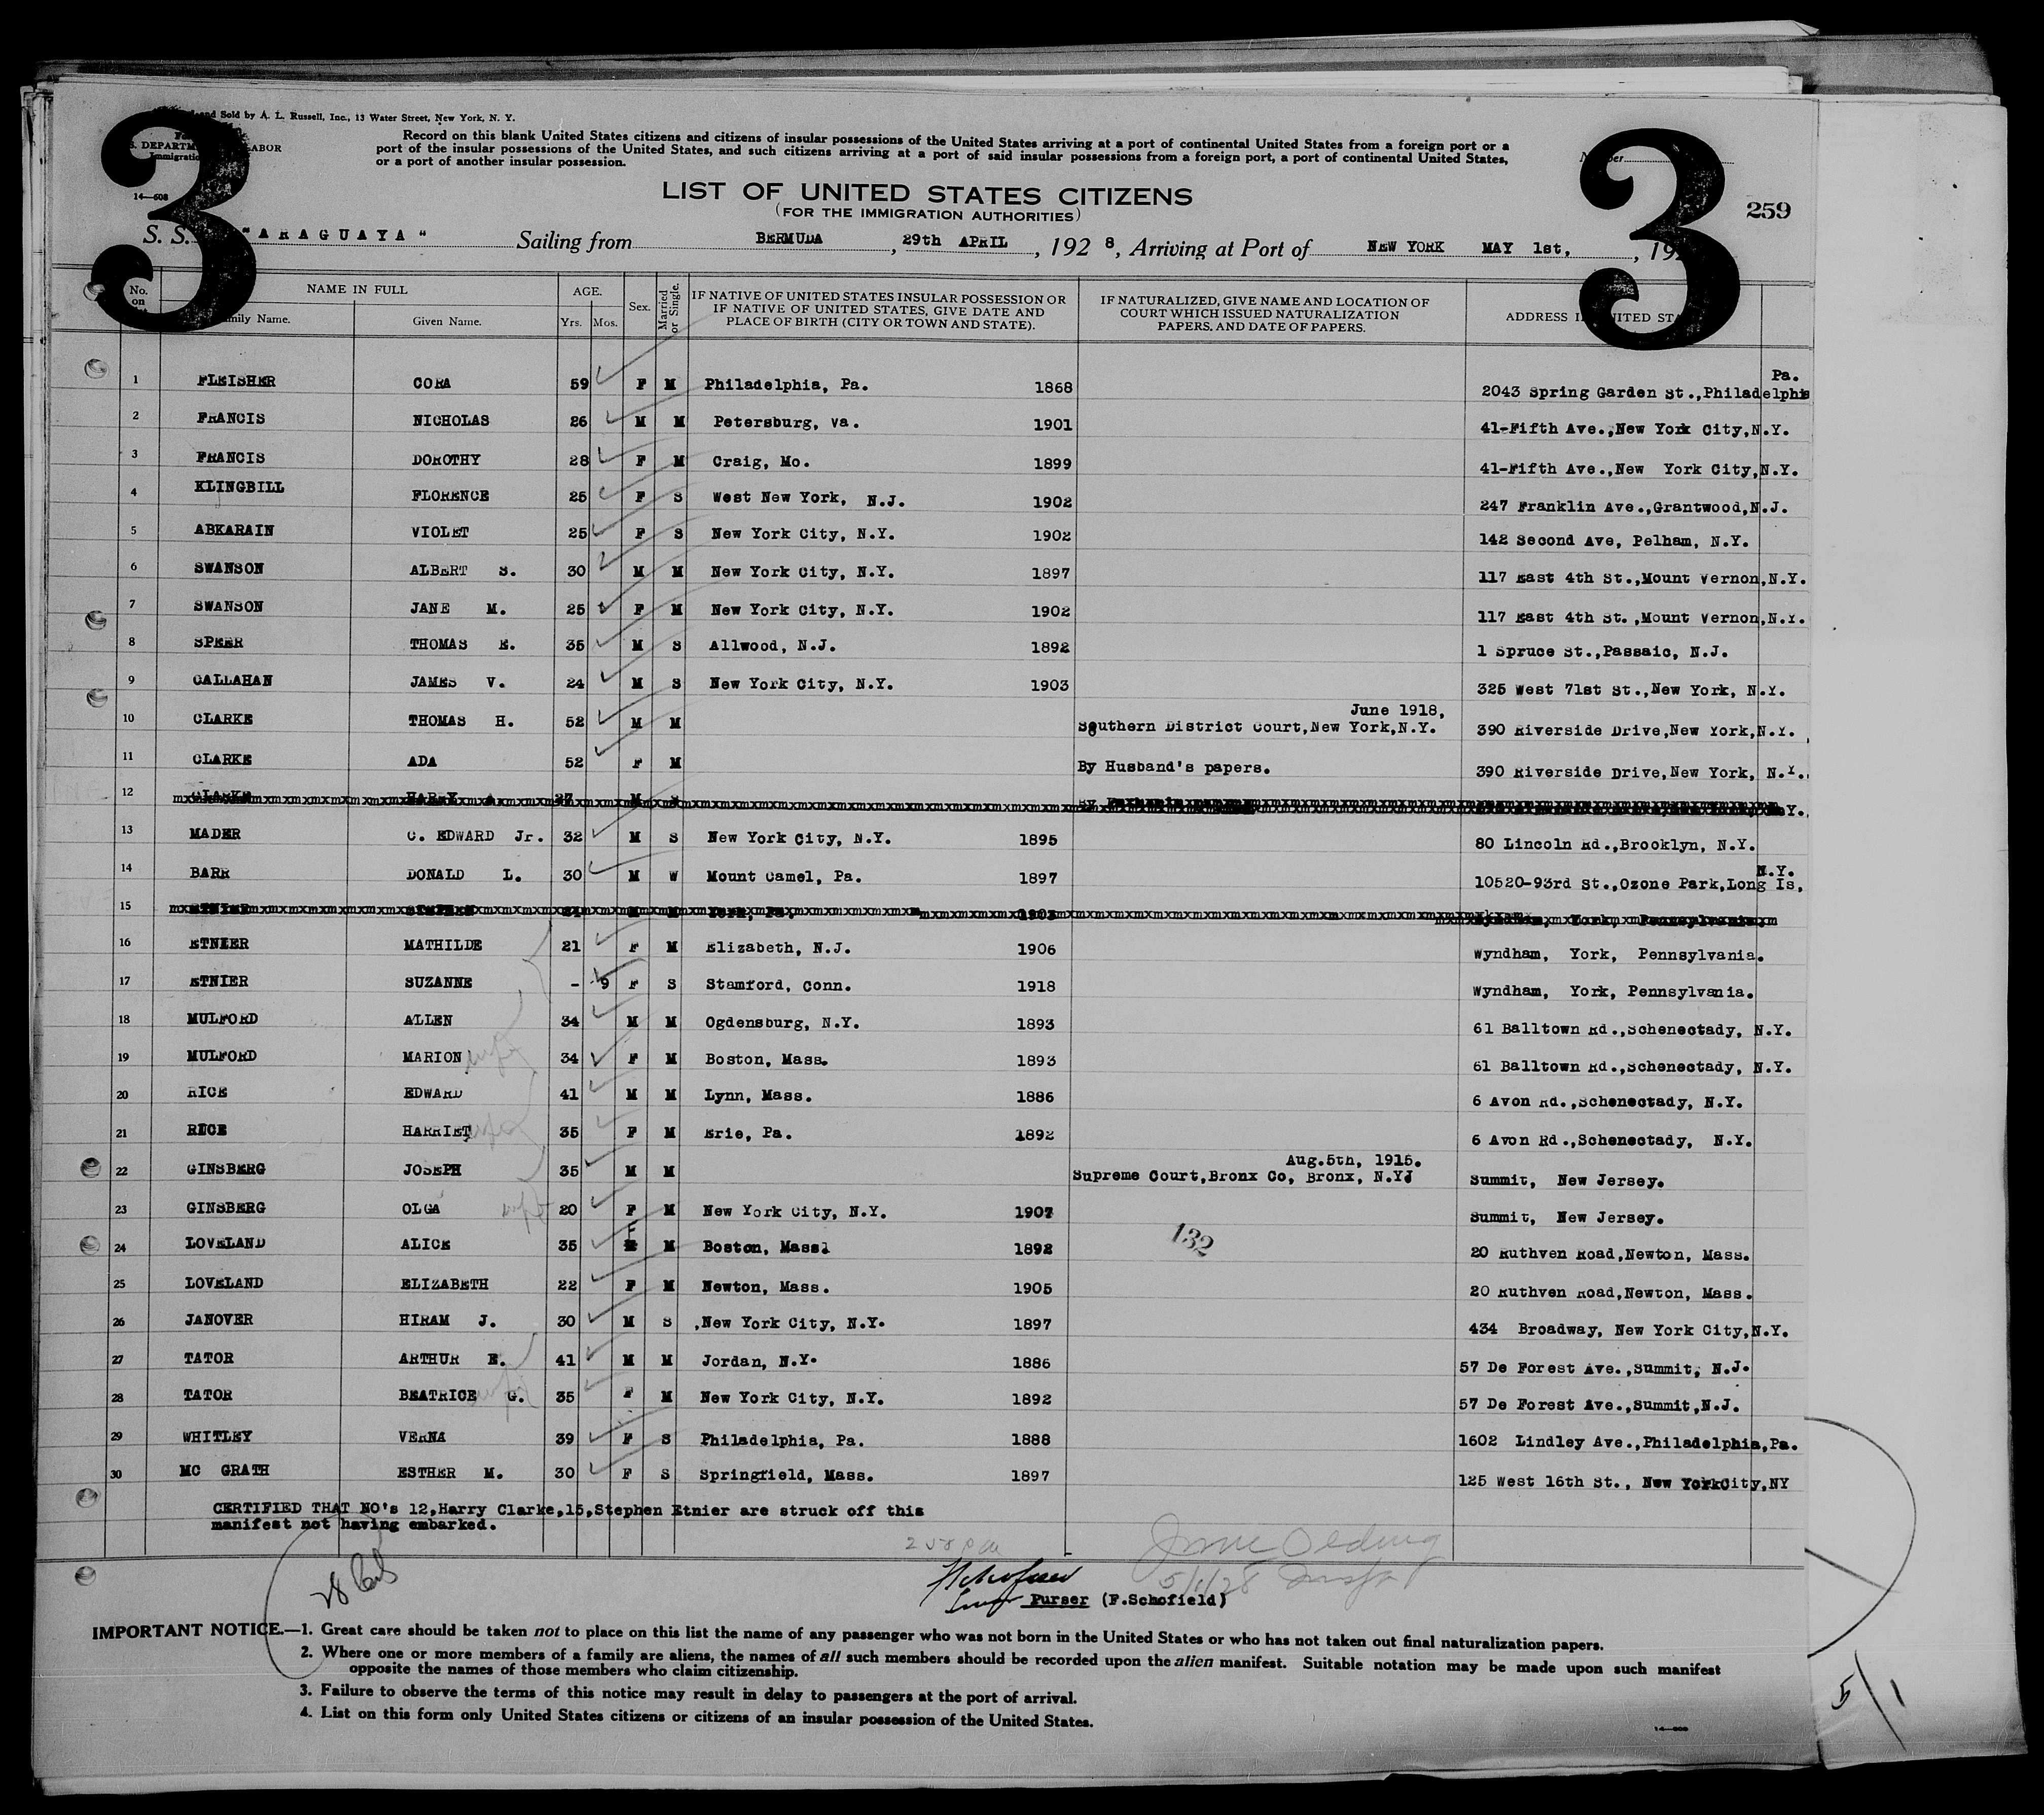 and Sold by A. L. Russell, Inc., 13 Water Street, New York, N. Y.
DEPARTM LABOR
Immigratio
14—508
3
Record on this blank United States citizens and citizens of insular possessions of the United States arriving at a port of continental United States from a foreign port or a
port of the insular possessions of the United States, and such citizens arriving at a port of said insular possessions from a foreign port, a port of continental United States,
or a port of another insular possession.
3
259
LIST OF UNITED STATES CITIZENS
(FOR THE IMMIGRATION AUTHORITIES)
S. S. "ARAGUAYA" Sailing from BERMUDA, 29th APRIL, 1928, Arriving at Port of NEW YORK MAY 1st, 192
No. on NAME IN FULL Family Name. Given Name. AGE. Yrs. Mos. Sex. Married or Single. IF NATIVE OF UNITED STATES INSULAR POSSESSION OR IF NATIVE OF UNITED STATES, GIVE DATE AND PLACE OF BIRTH (CITY OR TOWN AND STATE). IF NATURALIZED, GIVE NAME AND LOCATION OF COURT WHICH ISSUED NATURALIZATION PAPERS, AND DATE OF PAPERS. ADDRESS IN UNITED STA
1 FLEISHER CORA 59 F M Philadelphia, Pa. 1868 2043 Spring Garden St.,Philadelphia Pa.
2 FRANCIS NICHOLAS 26 M M Petersburg, Va. 1901 41-Fifth Ave.,New York City,N.Y.
3 FRANCIS DOROTHY 28 F M Craig, Mo. 1899 41-Fifth Ave.,New York City,N.Y.
4 KLINGBILL FLORENCE 25 F S West New York, N.J. 1902 247 Franklin Ave.,Grantwood,N.J.
5 ABKARAIN VIOLET 25 F S New York City, N.Y. 1902 142 Second Ave, Pelham, N.Y.
6 SWANSON ALBERT S. 30 M M New York City, N.Y. 1897 117 East 4th St.,Mount Vernon,N.Y.
7 SWANSON JANE M. 25 F M New York City, N.Y. 1902 117 East 4th St.,Mount Vernon,N.Y.
8 SPEER THOMAS E. 35 M S Allwood, N.J. 1892 1 Spruce St.,Passaic, N.J.
9 CALLAHAN JAMES V. 24 M S New York City, N.Y. 1903 325 West 71st St.,New York, N.Y.
10 CLARKE THOMAS H. 52 M M June 1918, Southern District Court,New York,N.Y. 390 Riverside Drive,New York,N.Y.
11 CLARKE ADA 52 F M By Husband's papers. 390 Riverside Drive,New York, N.Y.
12 CLARKE HARRY 27 M S
13 MADER C. EDWARD Jr. 32 M S New York City, N.Y. 1895 80 Lincoln Rd.,Brooklyn, N.Y.
14 BARR DONALD L. 30 M W Mount Camel, Pa. 1897 10520-93rd St.,Ozone Park,Long Is, N.Y.
15 ETNIER STEPHEN York, Pa. 1903 Wyndham, York, Pennsylvania
16 ETNIER MATHILDE 21 F M Elizabeth, N.J. 1906 Wyndham, York, Pennsylvania.
17 ETNIER SUZANNE - 9 F S Stamford, Conn. 1918 Wyndham, York, Pennsylvania.
18 MULFORD ALLEN 34 M M Ogdensburg, N.Y. 1893 61 Balltown Rd.,Schenectady, N.Y.
19 MULFORD MARION 34 F M Boston, Mass. 1893 61 Balltown Rd.,Schenectady, N.Y.
20 RICE EDWARD 41 M M Lynn, Mass. 1886 6 Avon Rd.,Schenectady, N.Y.
21 RICE HARRIET 35 F M Erie, Pa. 1892 6 Avon Rd.,Schenectady, N.Y.
22 GINSBERG JOSEPH 35 M M Aug.5th, 1915. Supreme Court,Bronx Co, Bronx, N.Y. Summit, New Jersey.
23 GINSBERG OLGA 20 F M New York City, N.Y. 1907 Summit, New Jersey.
132
24 LOVELAND ALICE 35 F M Boston, Mass. 1892 20 Ruthven Road,Newton, Mass.
25 LOVELAND ELIZABETH 22 F M Newton, Mass. 1905 20 Ruthven Road,Newton, Mass.
26 JANOVER HIRAM J. 30 M S ,New York City, N.Y. 1897 434 Broadway, New York City,N.Y.
27 TATOR ARTHUR E. 41 M M Jordan, N.Y. 1886 57 De Forest Ave.,Summit, N.J.
28 TATOR BEATRICE G. 35 F M New York City, N.Y. 1892 57 De Forest Ave.,Summit,N.J.
29 WHITLEY VERNA 39 F S Philadelphia, Pa. 1888 1602 Lindley Ave.,Philadelphia,Pa.
30 MC GRATH ESTHER M. 30 F S Springfield, Mass. 1897 125 West 16th St., New YorkCity,NY
CERTIFIED THAT NO's 12,Harry Clarke,15,Stephen Etnier are struck off this
manifest not having embarked.
5/1/28
Purser (F.Schofield)
IMPORTANT NOTICE.—1. Great care should be taken not to place on this list the name of any passenger who was not born in the United States or who has not taken out final naturalization papers.
2. Where one or more members of a family are aliens, the names of all such members should be recorded upon the alien manifest. Suitable notation may be made upon such manifest
opposite the names of those members who claim citizenship.
3. Failure to observe the terms of this notice may result in delay to passengers at the port of arrival.
4. List on this form only United States citizens or citizens of an insular possession of the United States.
5/1